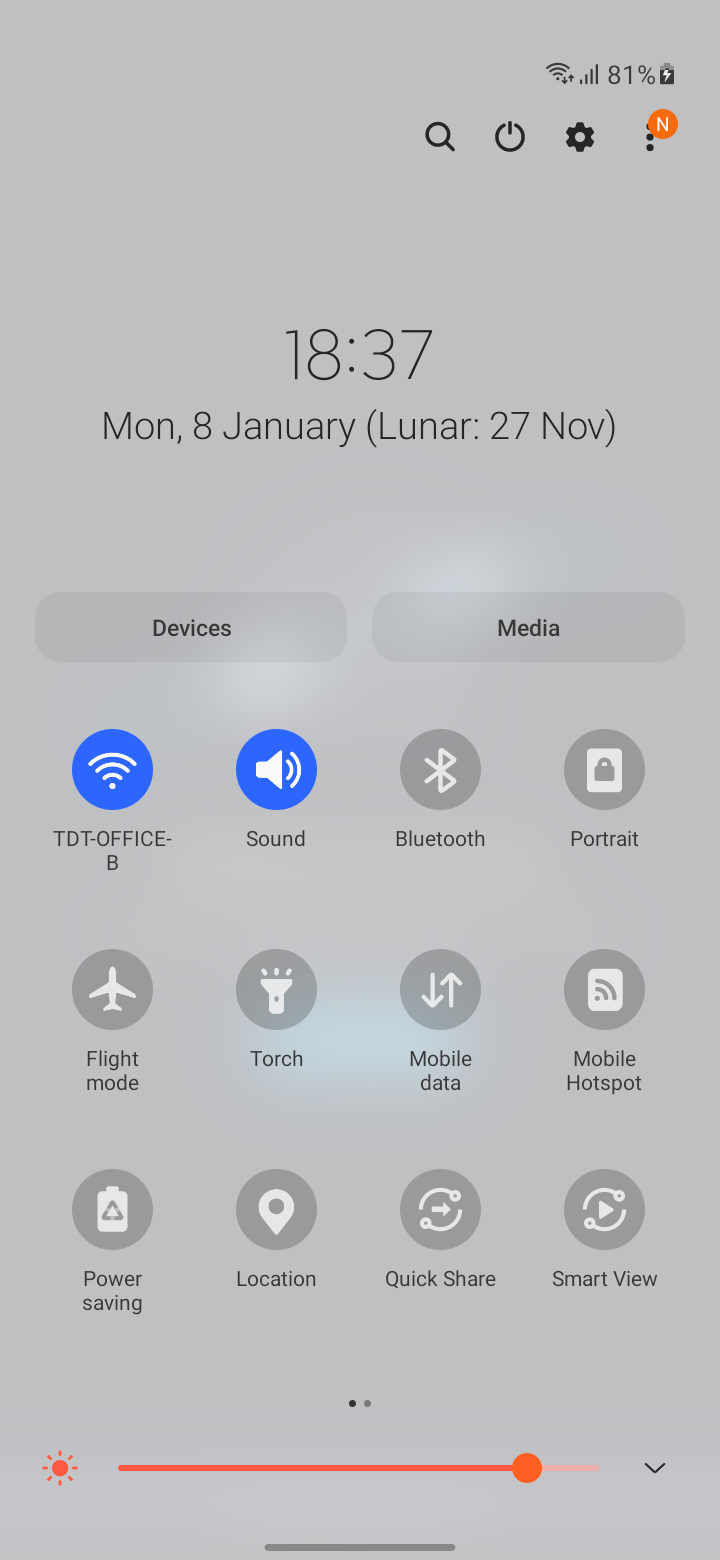 81%
N
18:37
Mon, 8 January (Lunar: 27 Nov)
Devices
Media
TDT-OFFICE-
B
Sound
Bluetooth
Portrait
Flight
mode
Torch
Mobile
data
Mobile
Hotspot
Power
saving
Location
Quick Share
Smart View